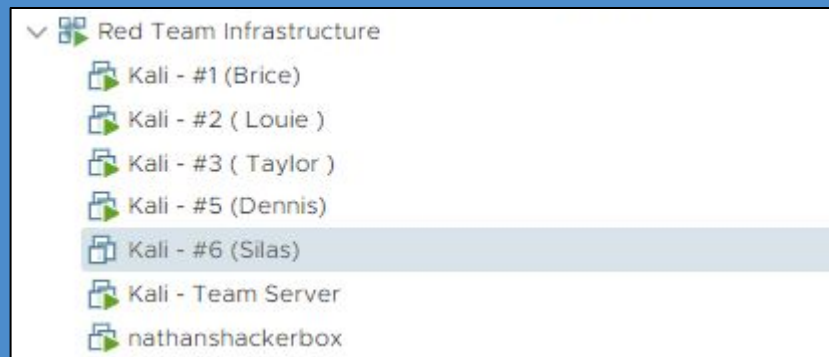 Red Team Infrastructure
Kali - #1 (Brice)
Kali - #2 ( Louie )
Kali - #3 ( Taylor )
Kali - #5 (Dennis)
Kali - #6 (Silas)
Kali - Team Server
nathanshackerbox